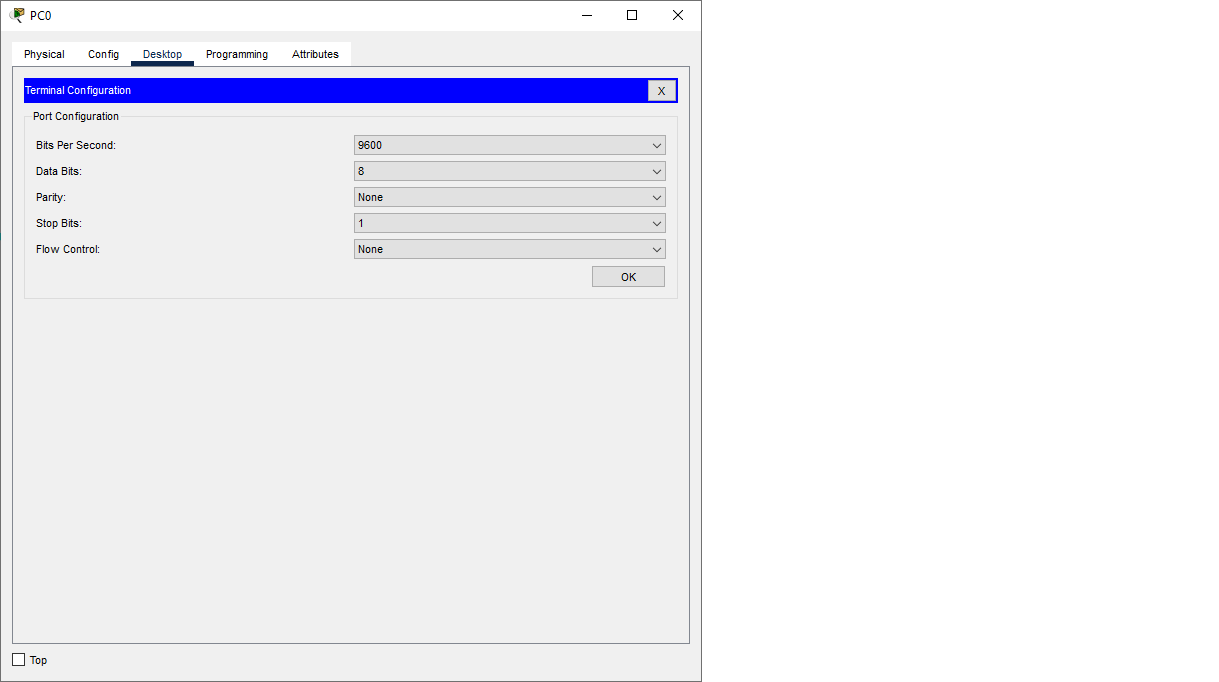 PC0
Physical Config Desktop Programming Attributes
Terminal Configuration X
Port Configuration
Bits Per Second: 9600
Data Bits: 8
Parity: None
Stop Bits: 1
Flow Control: None
OK
Top